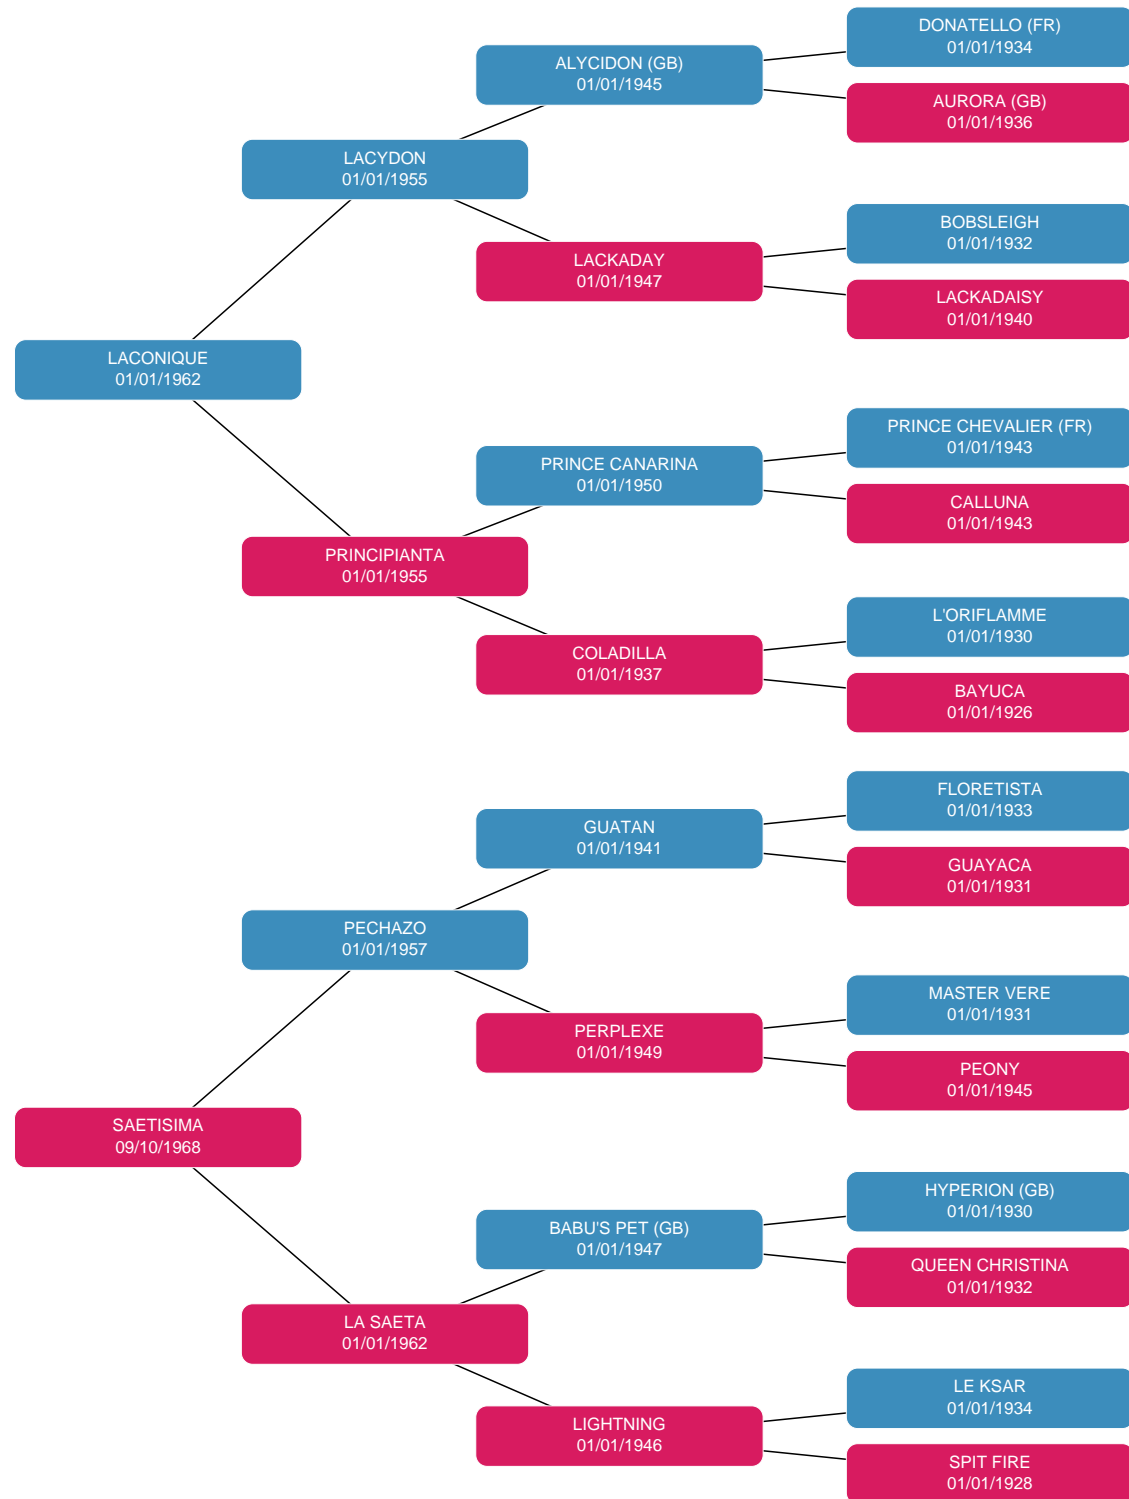 DONATELLO (FR)
01/01/1934
ALYCIDON (GB)
01/01/1945
AURORA (GB)
01/01/1936
LACYDON
01/01/1955
BOBSLEIGH
01/01/1932
LACKADAY
01/01/1947
LACKADAISY
01/01/1940
LACONIQUE
01/01/1962
PRINCE CHEVALIER (FR)
01/01/1943
PRINCE CANARINA
01/01/1950
CALLUNA
01/01/1943
PRINCIPIANTA
01/01/1955
L'ORIFLAMME
01/01/1930
COLADILLA
01/01/1937
BAYUCA
01/01/1926
FLORETISTA
01/01/1933
GUATAN
01/01/1941
GUAYACA
01/01/1931
PECHAZO
01/01/1957
MASTER VERE
01/01/1931
PERPLEXE
01/01/1949
PEONY
01/01/1945
SAETISIMA
09/10/1968
HYPERION (GB)
01/01/1930
BABU'S PET (GB)
01/01/1947
QUEEN CHRISTINA
01/01/1932
LA SAETA
01/01/1962
LE KSAR
01/01/1934
LIGHTNING
01/01/1946
SPIT FIRE
01/01/1928